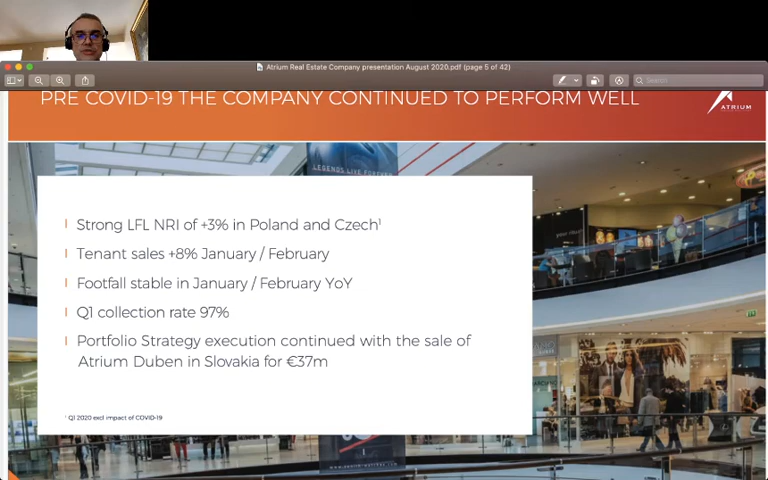 Atrium Real Estate Company presentation August 2020.pdf (page 5 of 42)
Search
PRE COVID-19 THE COMPANY CONTINUED TO PERFORM WELL
ATRIUM
LEGENDS LIVE FOREVER
Strong LFL NRI of +3% in Poland and Czech¹
Tenant sales +8% January / February
Footfall stable in January / February YoY
Q1 collection rate 97%
Portfolio Strategy execution continued with the sale of
Atrium Duben in Slovakia for €37m
¹ Q1 2020 excl impact of COVID-19